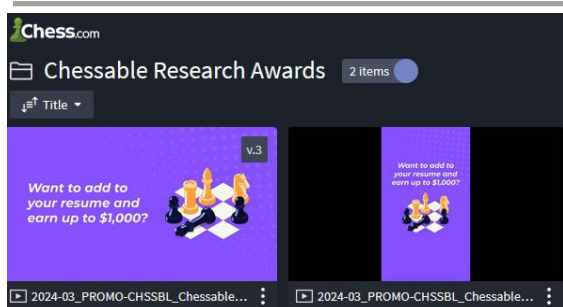 Chess.com
Chessable Research Awards 2 items
Title
v.3
Want to add to
your resume and
earn up to $1,000?
Want to add to
your resume and
earn up to $1,000?
2024-03_PROMO-CHSSBL_Chessable...
2024-03_PROMO-CHSSBL_Chessable...